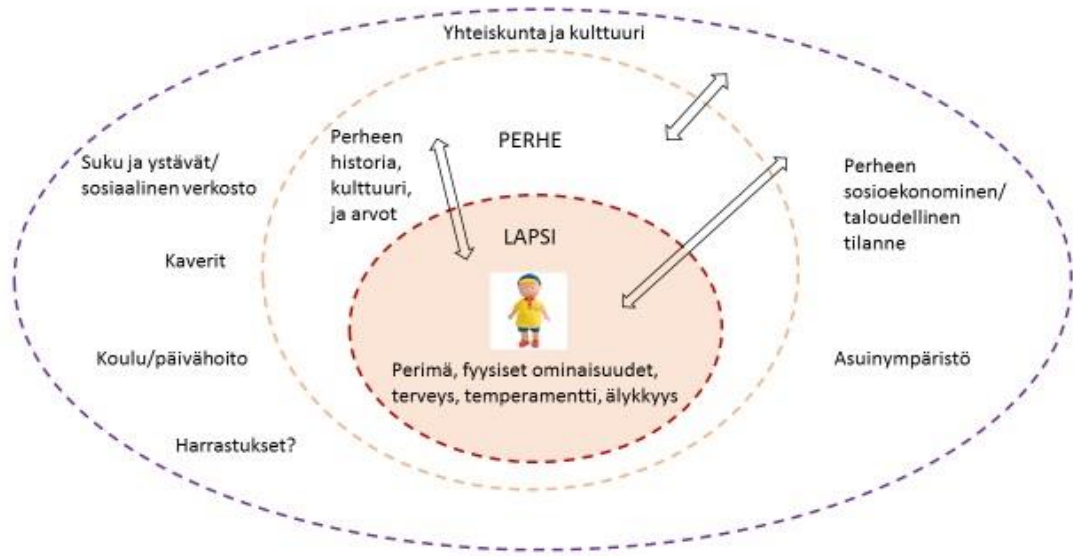 Yhteiskunta ja kulttuuri
PERHE
Perheen
historia,
kulttuuri,
ja arvot
Suku ja ystävät/
sosiaalinen verkosto
Perheen
sosioekonominen/
taloudellinen
tilanne
LAPSI
Kaverit
Koulu/päivähoito
Asuinympäristö
Perimä, fyysiset ominaisuudet,
terveys, temperamentti, älykkyys
Harrastukset?